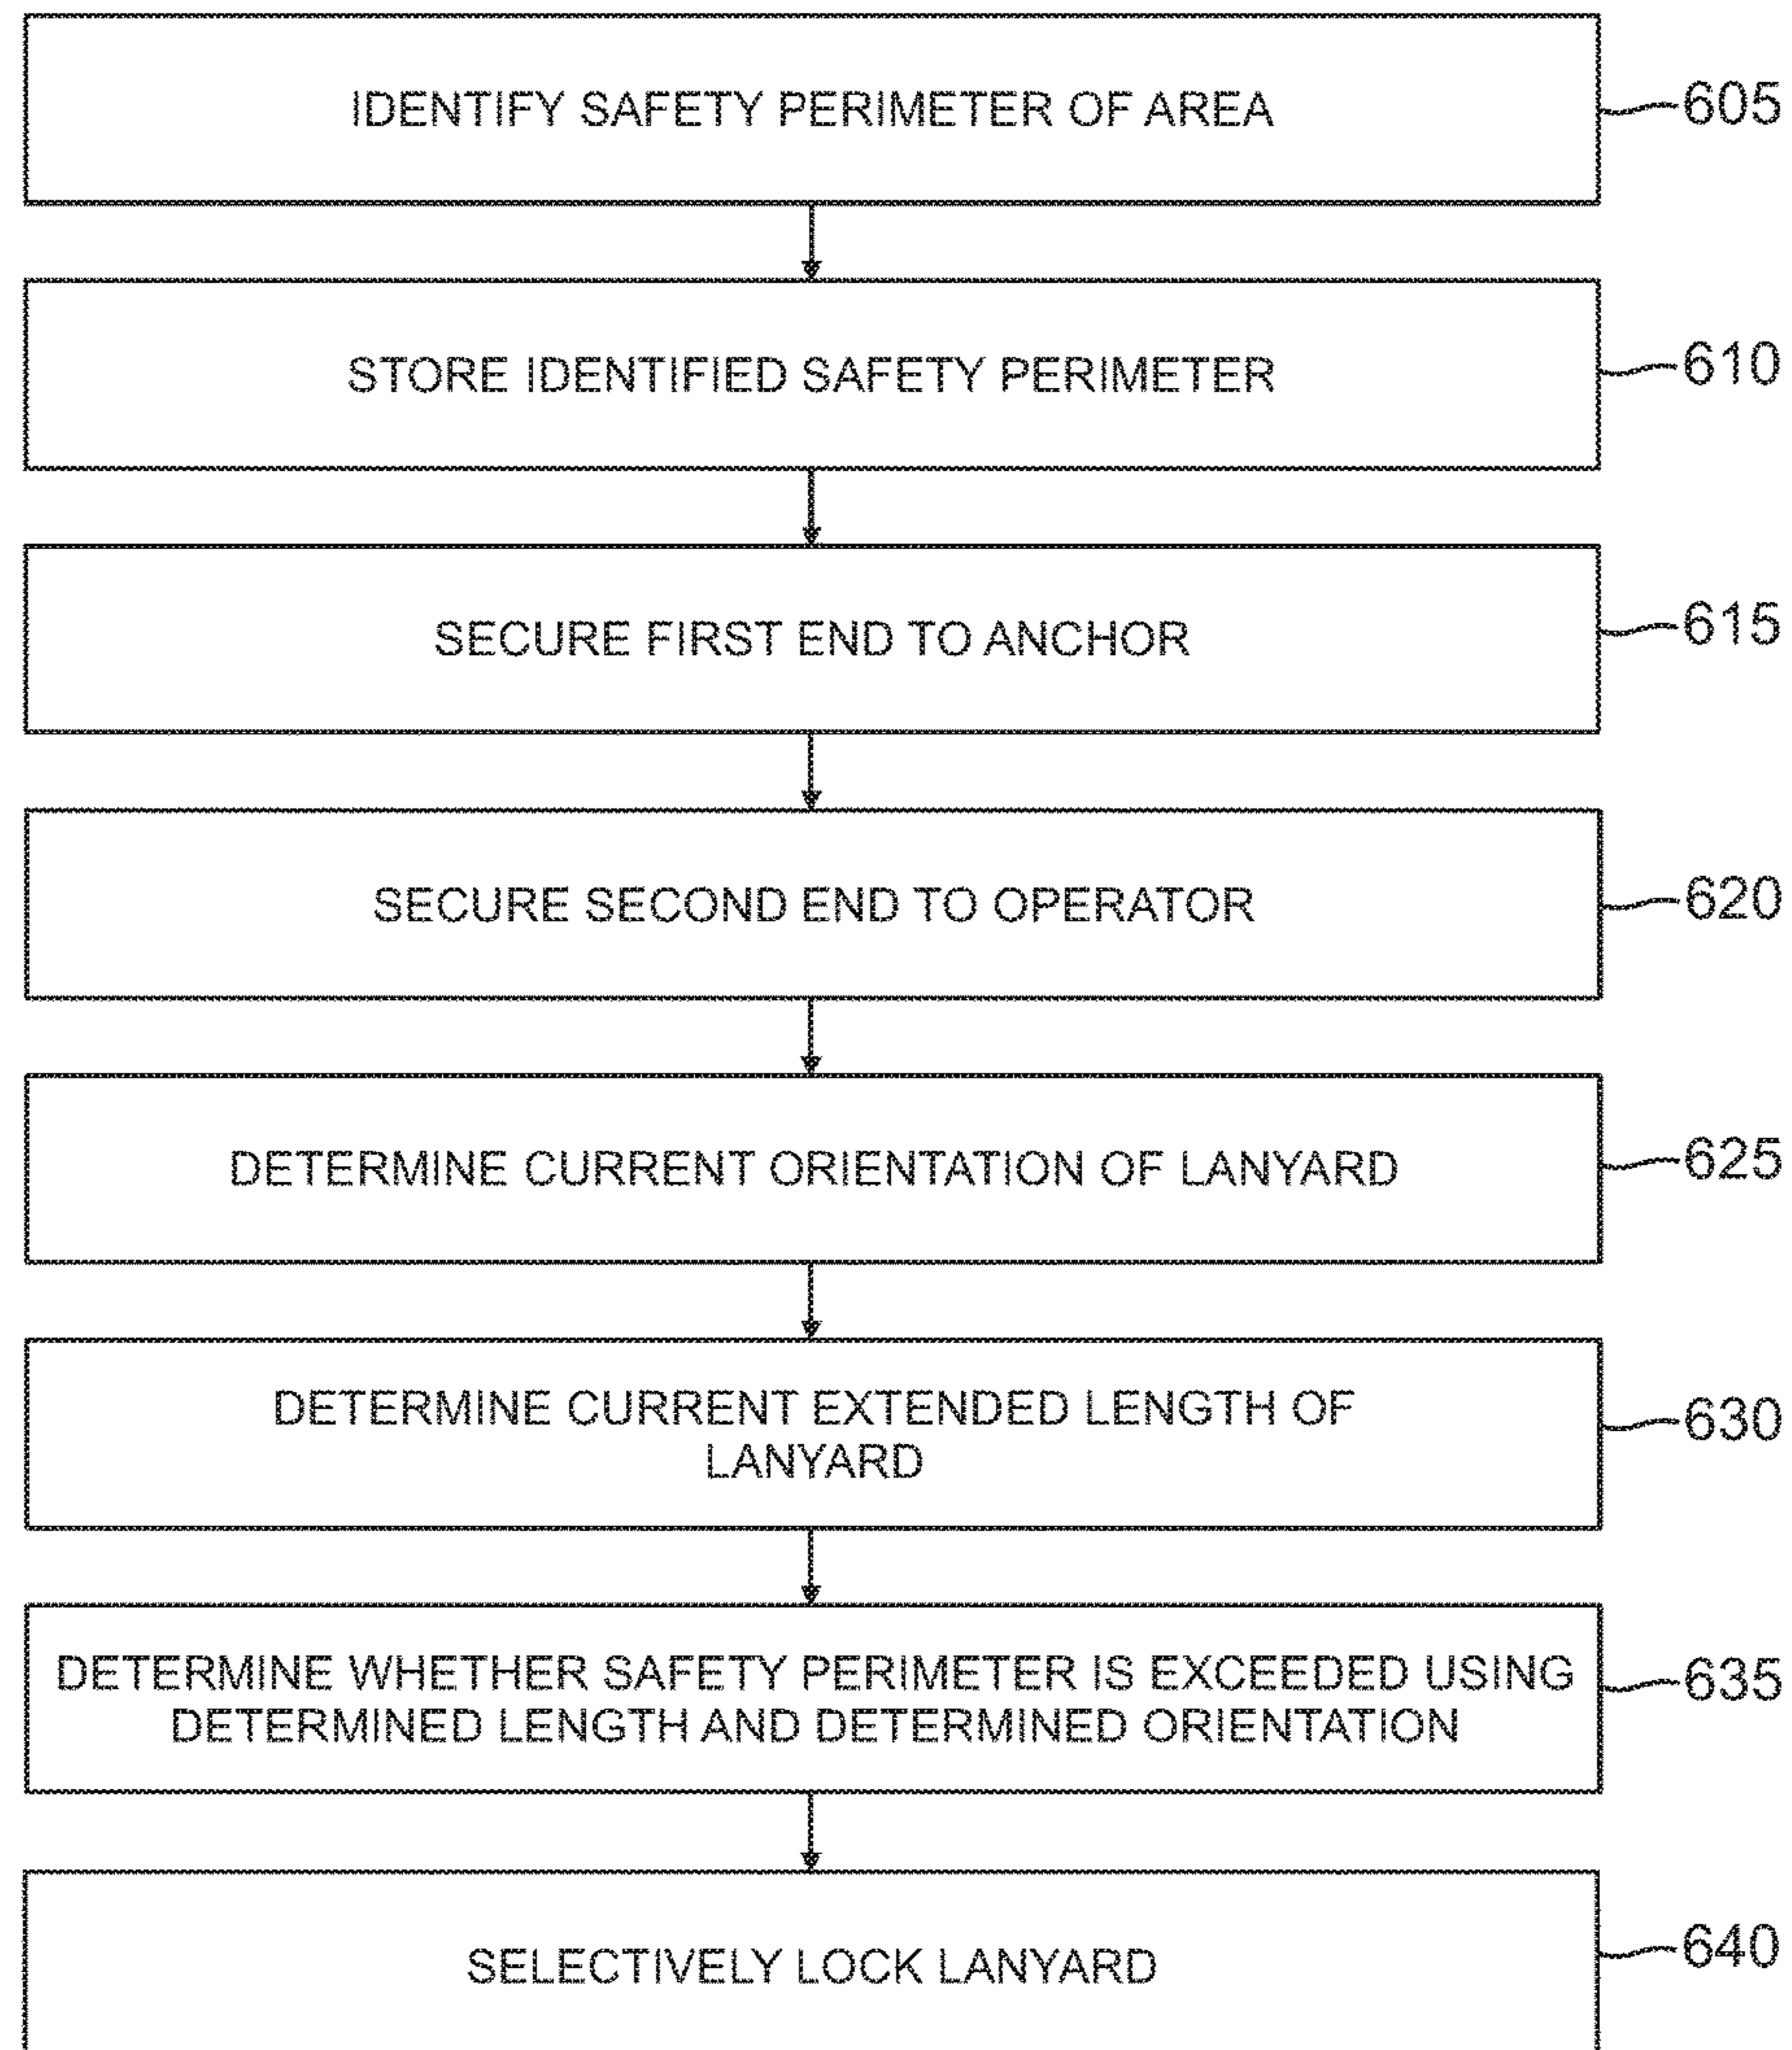 IDENTIFY SAFETY PERIMETER OF AREA
605
STORE IDENTIFIED SAFETY PERIMETER
610
SECURE FIRST END TO ANCHOR
615
SECURE SECOND END TO OPERATOR
620
DETERMINE CURRENT ORIENTATION OF LANYARD
625
DETERMINE CURRENT EXTENDED LENGTH OF
LANYARD
630
DETERMINE WHETHER SAFETY PERIMETER IS EXCEEDED USING
DETERMINED LENGTH AND DETERMINED ORIENTATION
635
SELECTIVELY LOCK LANYARD
640